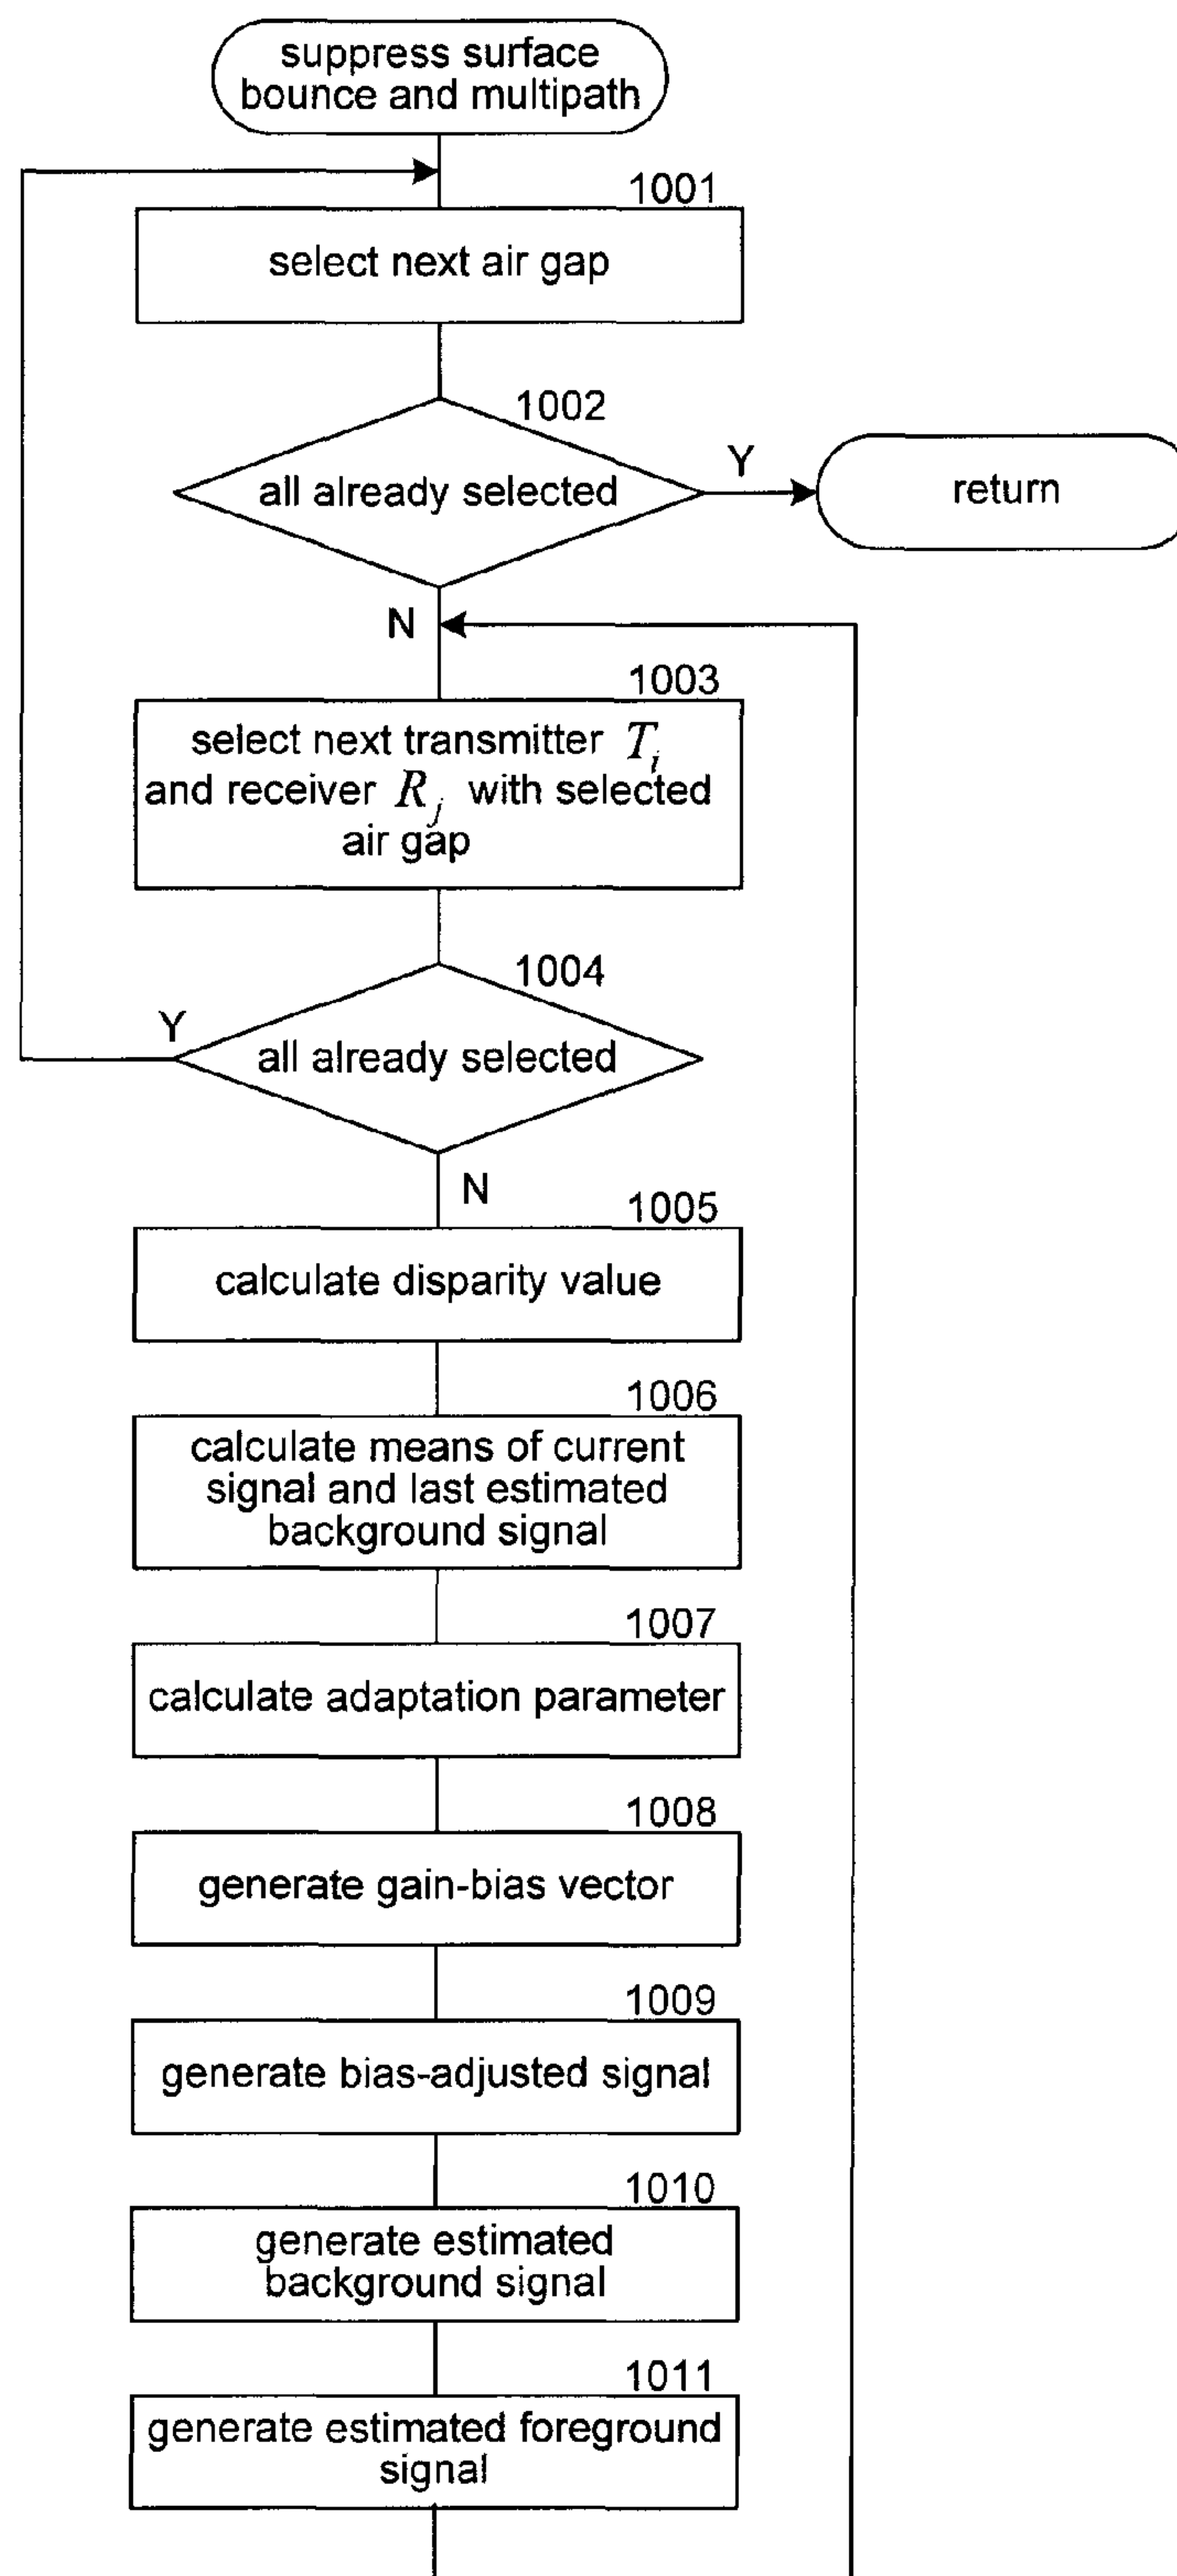 suppress surface
bounce and multipath
1001
select next air gap
1002
all already selected
Y
return
N
1003
select next transmitter T_i
and receiver R_j with selected
air gap
1004
Y
all already selected
N
1005
calculate disparity value
1006
calculate means of current
signal and last estimated
background signal
1007
calculate adaptation parameter
1008
generate gain-bias vector
1009
generate bias-adjusted signal
1010
generate estimated
background signal
1011
generate estimated foreground
signal